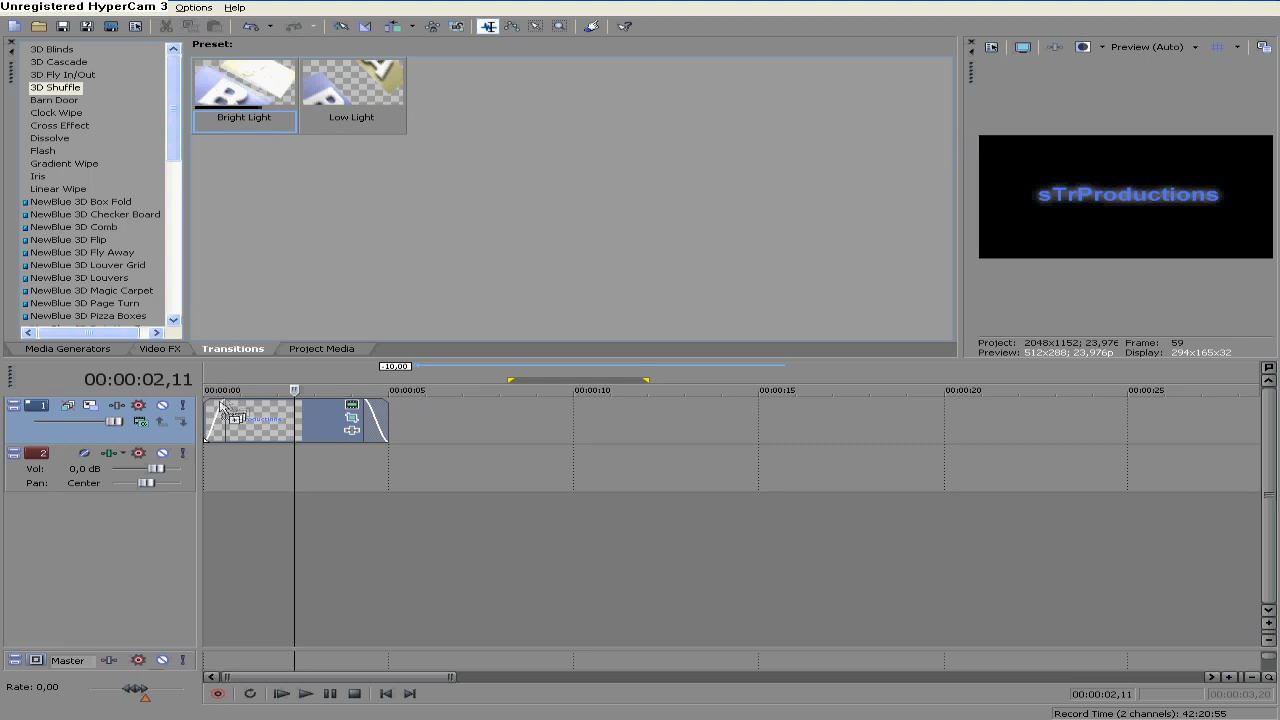 Unregistered HyperCam 3 Options Help
3D Blinds
3D Cascade
3D Fly In/Out
3D Shuffle
Barn Door
Clock Wipe
Cross Effect
Dissolve
Flash
Gradient Wipe
Iris
Linear Wipe
NewBlue 3D Box Fold
NewBlue 3D Checker Board
NewBlue 3D Comb
NewBlue 3D Flip
NewBlue 3D Fly Away
NewBlue 3D Louver Grid
NewBlue 3D Louvers
NewBlue 3D Magic Carpet
NewBlue 3D Page Turn
NewBlue 3D Pizza Boxes
Preset:
Bright Light
Low Light
Preview (Auto)
sTrProductions
Project: 2048x1152; 23,976 Frame: 59
Preview: 512x288; 23,976p Display: 294x165x32
Media Generators Video FX Transitions Project Media
-10,00
00:00:02,11
00:00:00 00:00:05 00:00:10 00:00:15 00:00:20 00:00:25
1
2
Vol: 0,0 dB
Pan: Center
Master
Rate: 0,00
00:00:02,11 00:00:03,20
Record Time (2 channels): 42:20:55